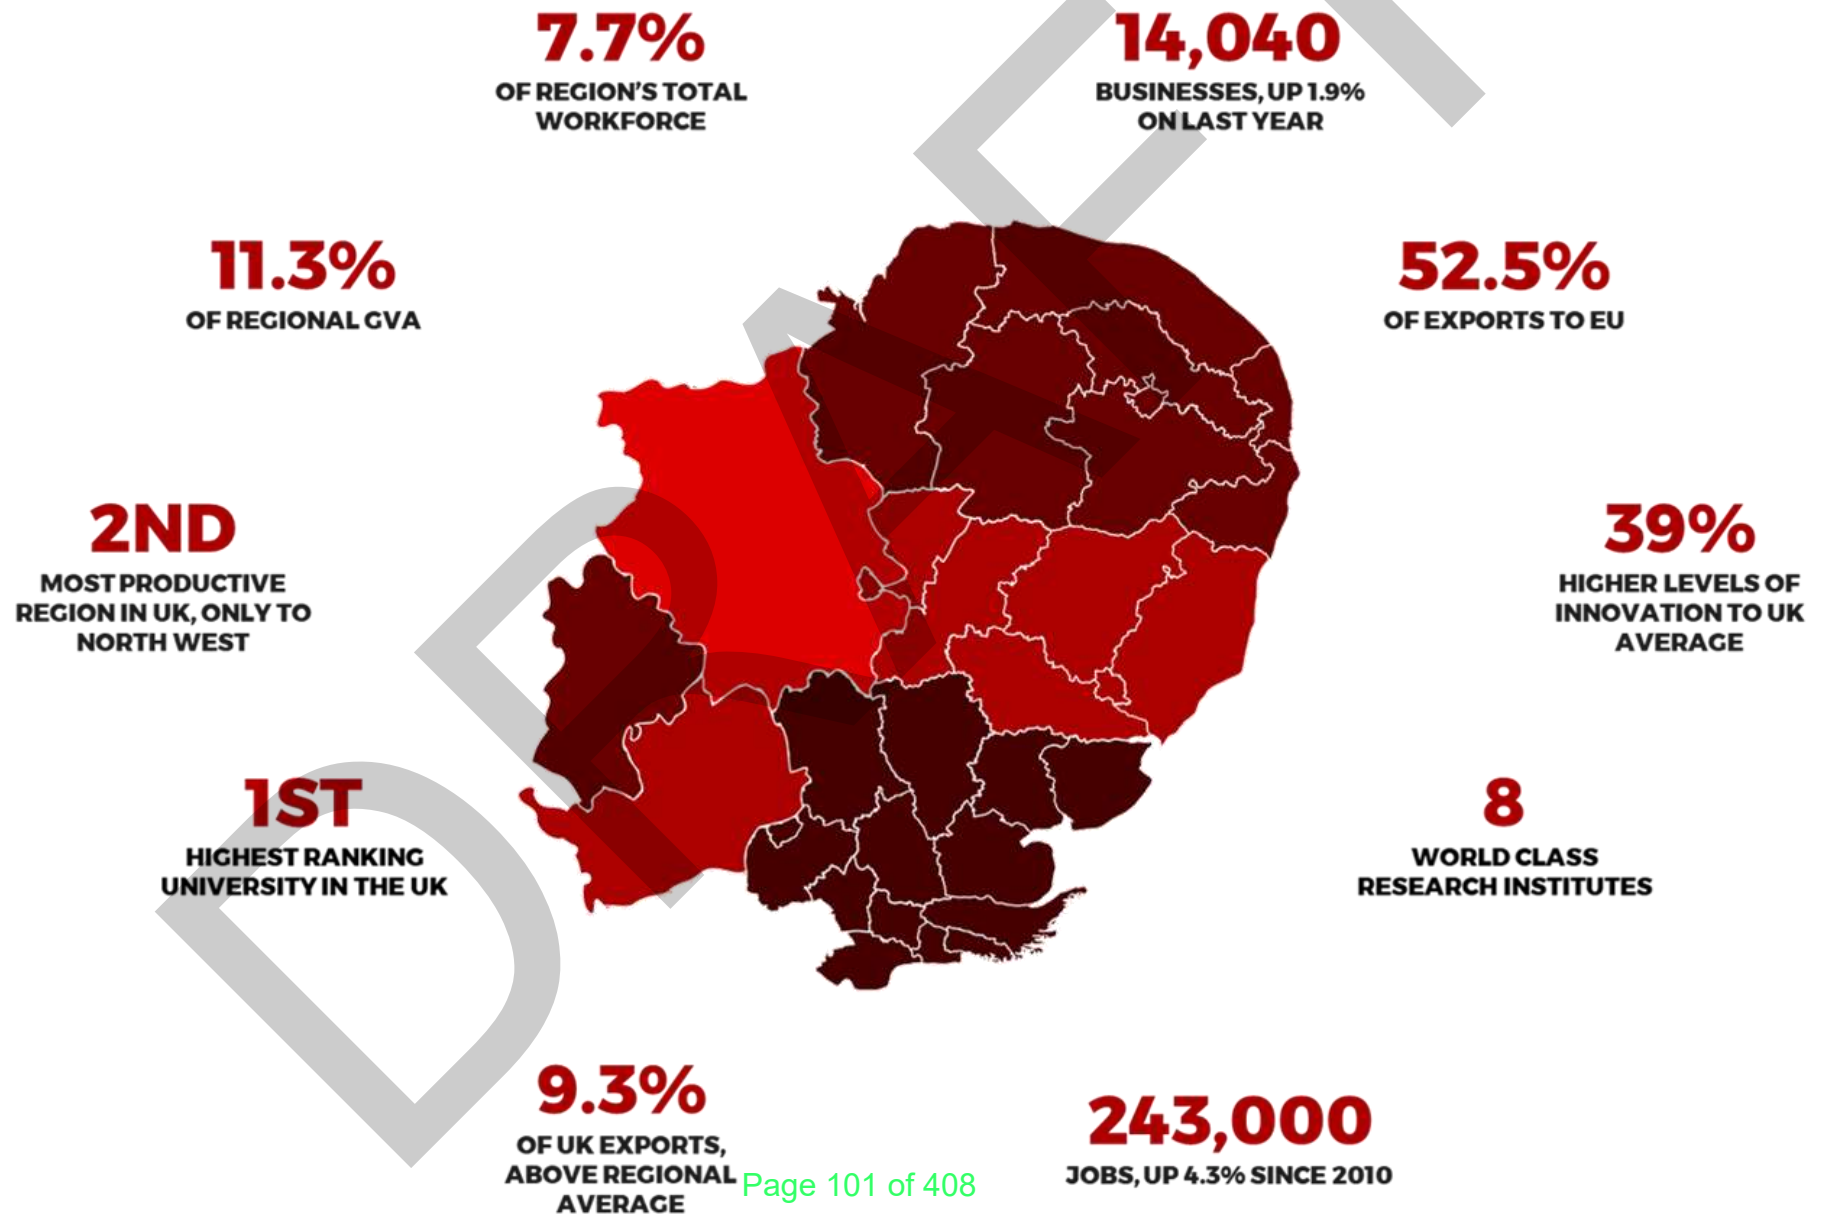 7.7%
OF REGION'S TOTAL
WORKFORCE
14,040
BUSINESSES, UP 1.9%
ON LAST YEAR
11.3%
OF REGIONAL GVA
52.5%
OF EXPORTS TO EU
2ND
MOST PRODUCTIVE
REGION IN UK, ONLY TO
NORTH WEST
39%
HIGHER LEVELS OF
INNOVATION TO UK
AVERAGE
1ST
HIGHEST RANKING
UNIVERSITY IN THE UK
8
WORLD CLASS
RESEARCH INSTITUTES
9.3%
OF UK EXPORTS,
ABOVE REGIONAL
AVERAGE
243,000
JOBS, UP 4.3% SINCE 2010
Page 101 of 408
DRAFT